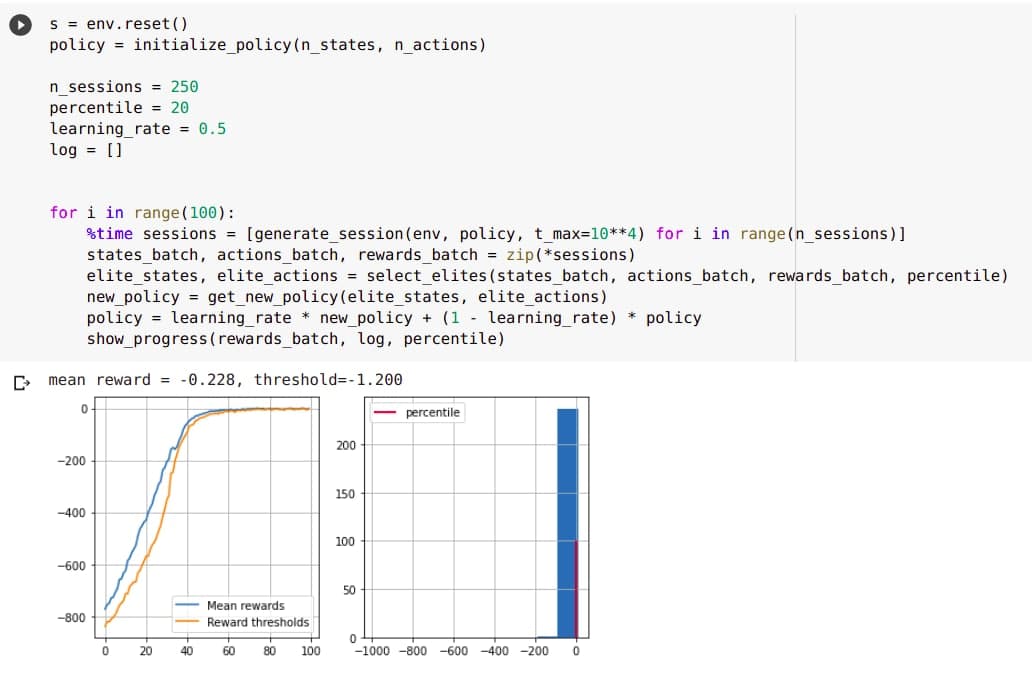 s = env.reset()
policy = initialize_policy(n_states, n_actions)
n_sessions = 250
percentile = 20
learning_rate = 0.5
log = []
for i in range(100):
%time sessions = [generate_session(env, policy, t_max=10**4) for i in range(n_sessions)]
states_batch, actions_batch, rewards_batch = zip(*sessions)
elite_states, elite_actions = select_elites(states_batch, actions_batch, rewards_batch, percentile)
new_policy = get_new_policy(elite_states, elite_actions)
policy = learning_rate * new_policy + (1 - learning_rate) * policy
show_progress(rewards_batch, log, percentile)
mean reward = -0.228, threshold=-1.200
0
−200
−400
−600
−800
Mean rewards
Reward thresholds
0 20 40 60 80 100
percentile
200
150
100
50
0
−1000 −800 −600 −400 −200 0